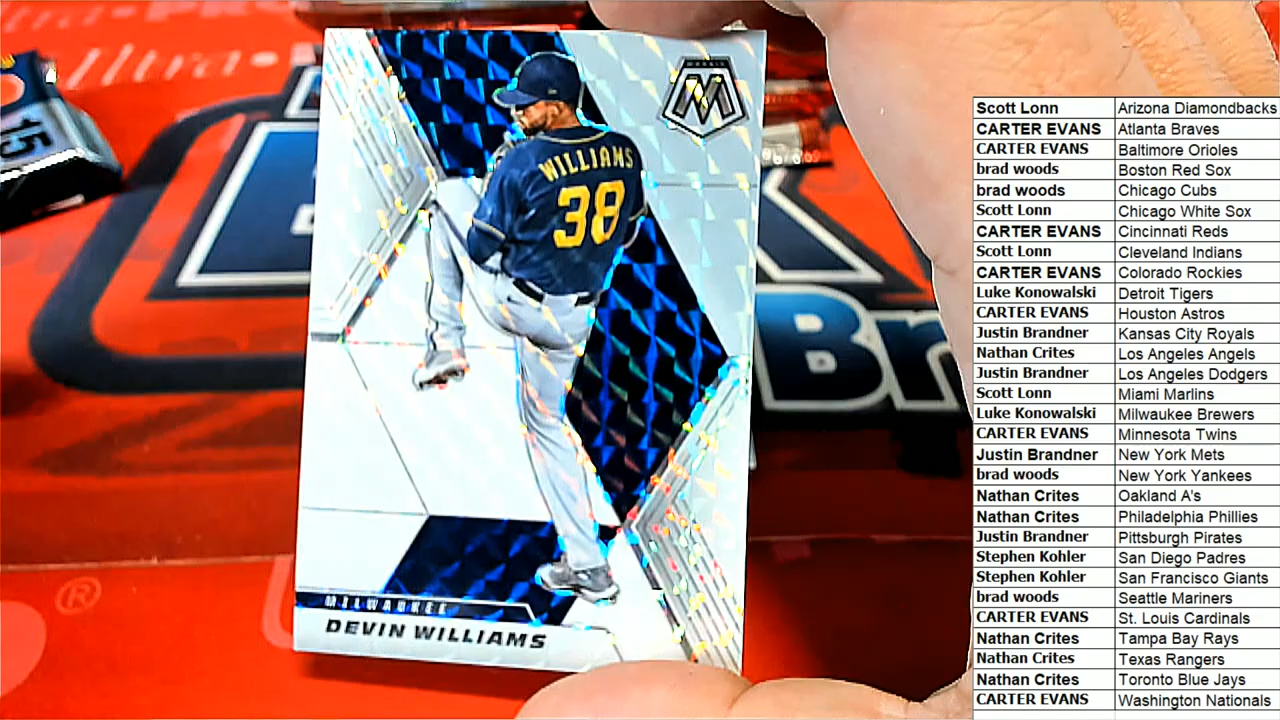 15
Ultra
MOSAIC
M
WILLIAMS
38
Br
®
MILWAUKEE
DEVIN WILLIAMS
Scott Lonn Arizona Diamondbacks
CARTER EVANS Atlanta Braves
CARTER EVANS Baltimore Orioles
brad woods Boston Red Sox
brad woods Chicago Cubs
Scott Lonn Chicago White Sox
CARTER EVANS Cincinnati Reds
Scott Lonn Cleveland Indians
CARTER EVANS Colorado Rockies
Luke Konowalski Detroit Tigers
CARTER EVANS Houston Astros
Justin Brandner Kansas City Royals
Nathan Crites Los Angeles Angels
Justin Brandner Los Angeles Dodgers
Scott Lonn Miami Marlins
Luke Konowalski Milwaukee Brewers
CARTER EVANS Minnesota Twins
Justin Brandner New York Mets
brad woods New York Yankees
Nathan Crites Oakland A's
Nathan Crites Philadelphia Phillies
Justin Brandner Pittsburgh Pirates
Stephen Kohler San Diego Padres
Stephen Kohler San Francisco Giants
brad woods Seattle Mariners
CARTER EVANS St. Louis Cardinals
Nathan Crites Tampa Bay Rays
Nathan Crites Texas Rangers
Nathan Crites Toronto Blue Jays
CARTER EVANS Washington Nationals